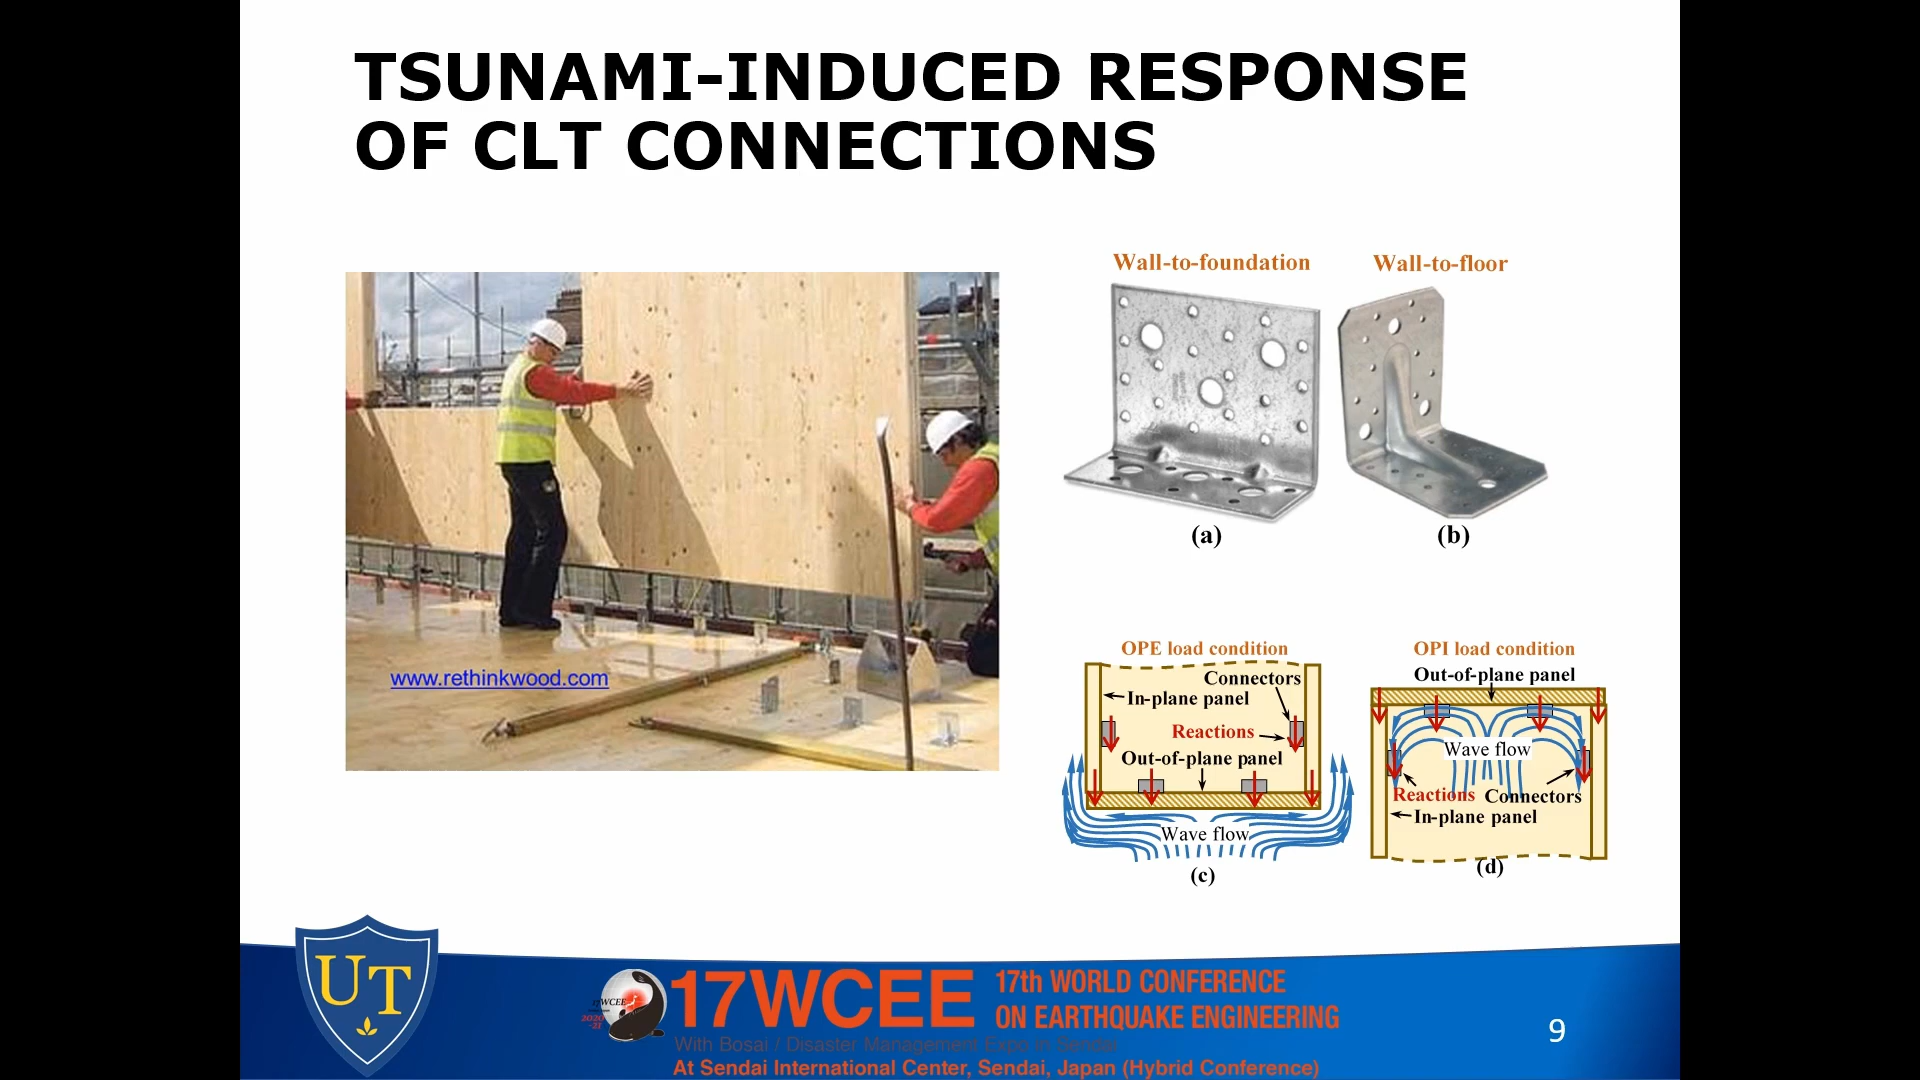 TSUNAMI-INDUCED RESPONSE
OF CLT CONNECTIONS
www.rethinkwood.com
Wall-to-foundation
Wall-to-floor
(a)
(b)
OPE load condition
Connectors
In-plane panel
Reactions
Out-of-plane panel
Wave flow
(c)
OPI load condition
Out-of-plane panel
Wave flow
Reactions
Connectors
In-plane panel
(d)
UT
17WCEE
2020
-21
17WCEE
17th WORLD CONFERENCE
ON EARTHQUAKE ENGINEERING
With Bosai / Disaster Management Expo in Sendai
At Sendai International Center, Sendai, Japan (Hybrid Conference)
9